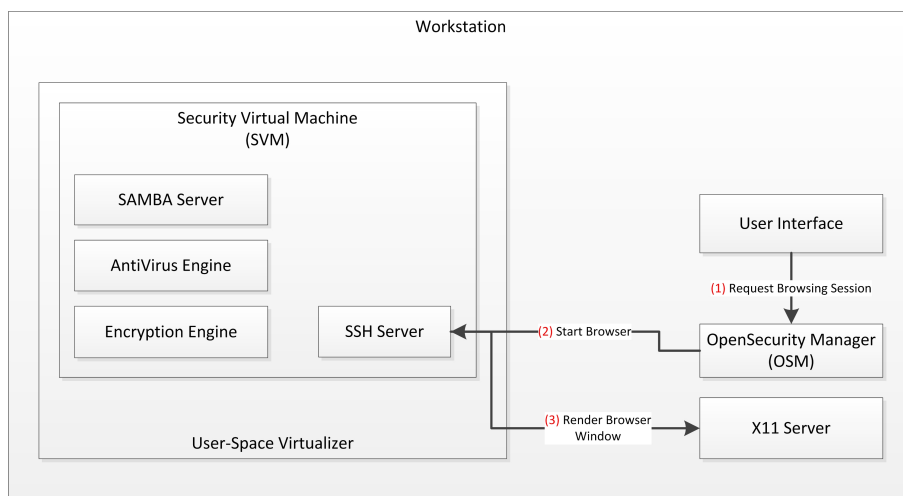 Workstation
Security Virtual Machine
(SVM)
SAMBA Server
AntiVirus Engine
Encryption Engine
SSH Server
User-Space Virtualizer
User Interface
(1) Request Browsing Session
OpenSecurity Manager
(OSM)
(2) Start Browser
(3) Render Browser
Window
X11 Server